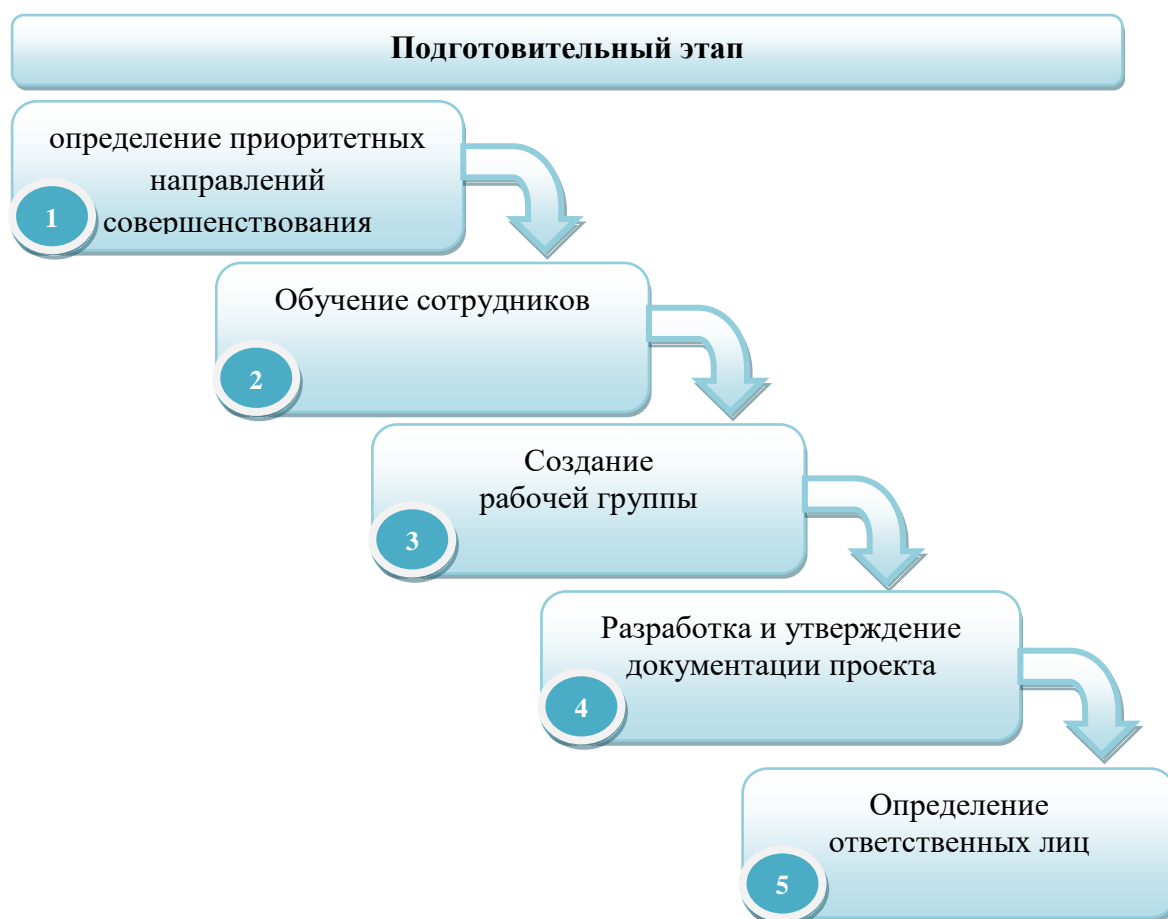 Подготовительный этап
определение приоритетных
направлений
совершенствования
1
Обучение сотрудников
2
Создание
рабочей группы
3
Разработка и утверждение
документации проекта
4
Определение
ответственных лиц
5